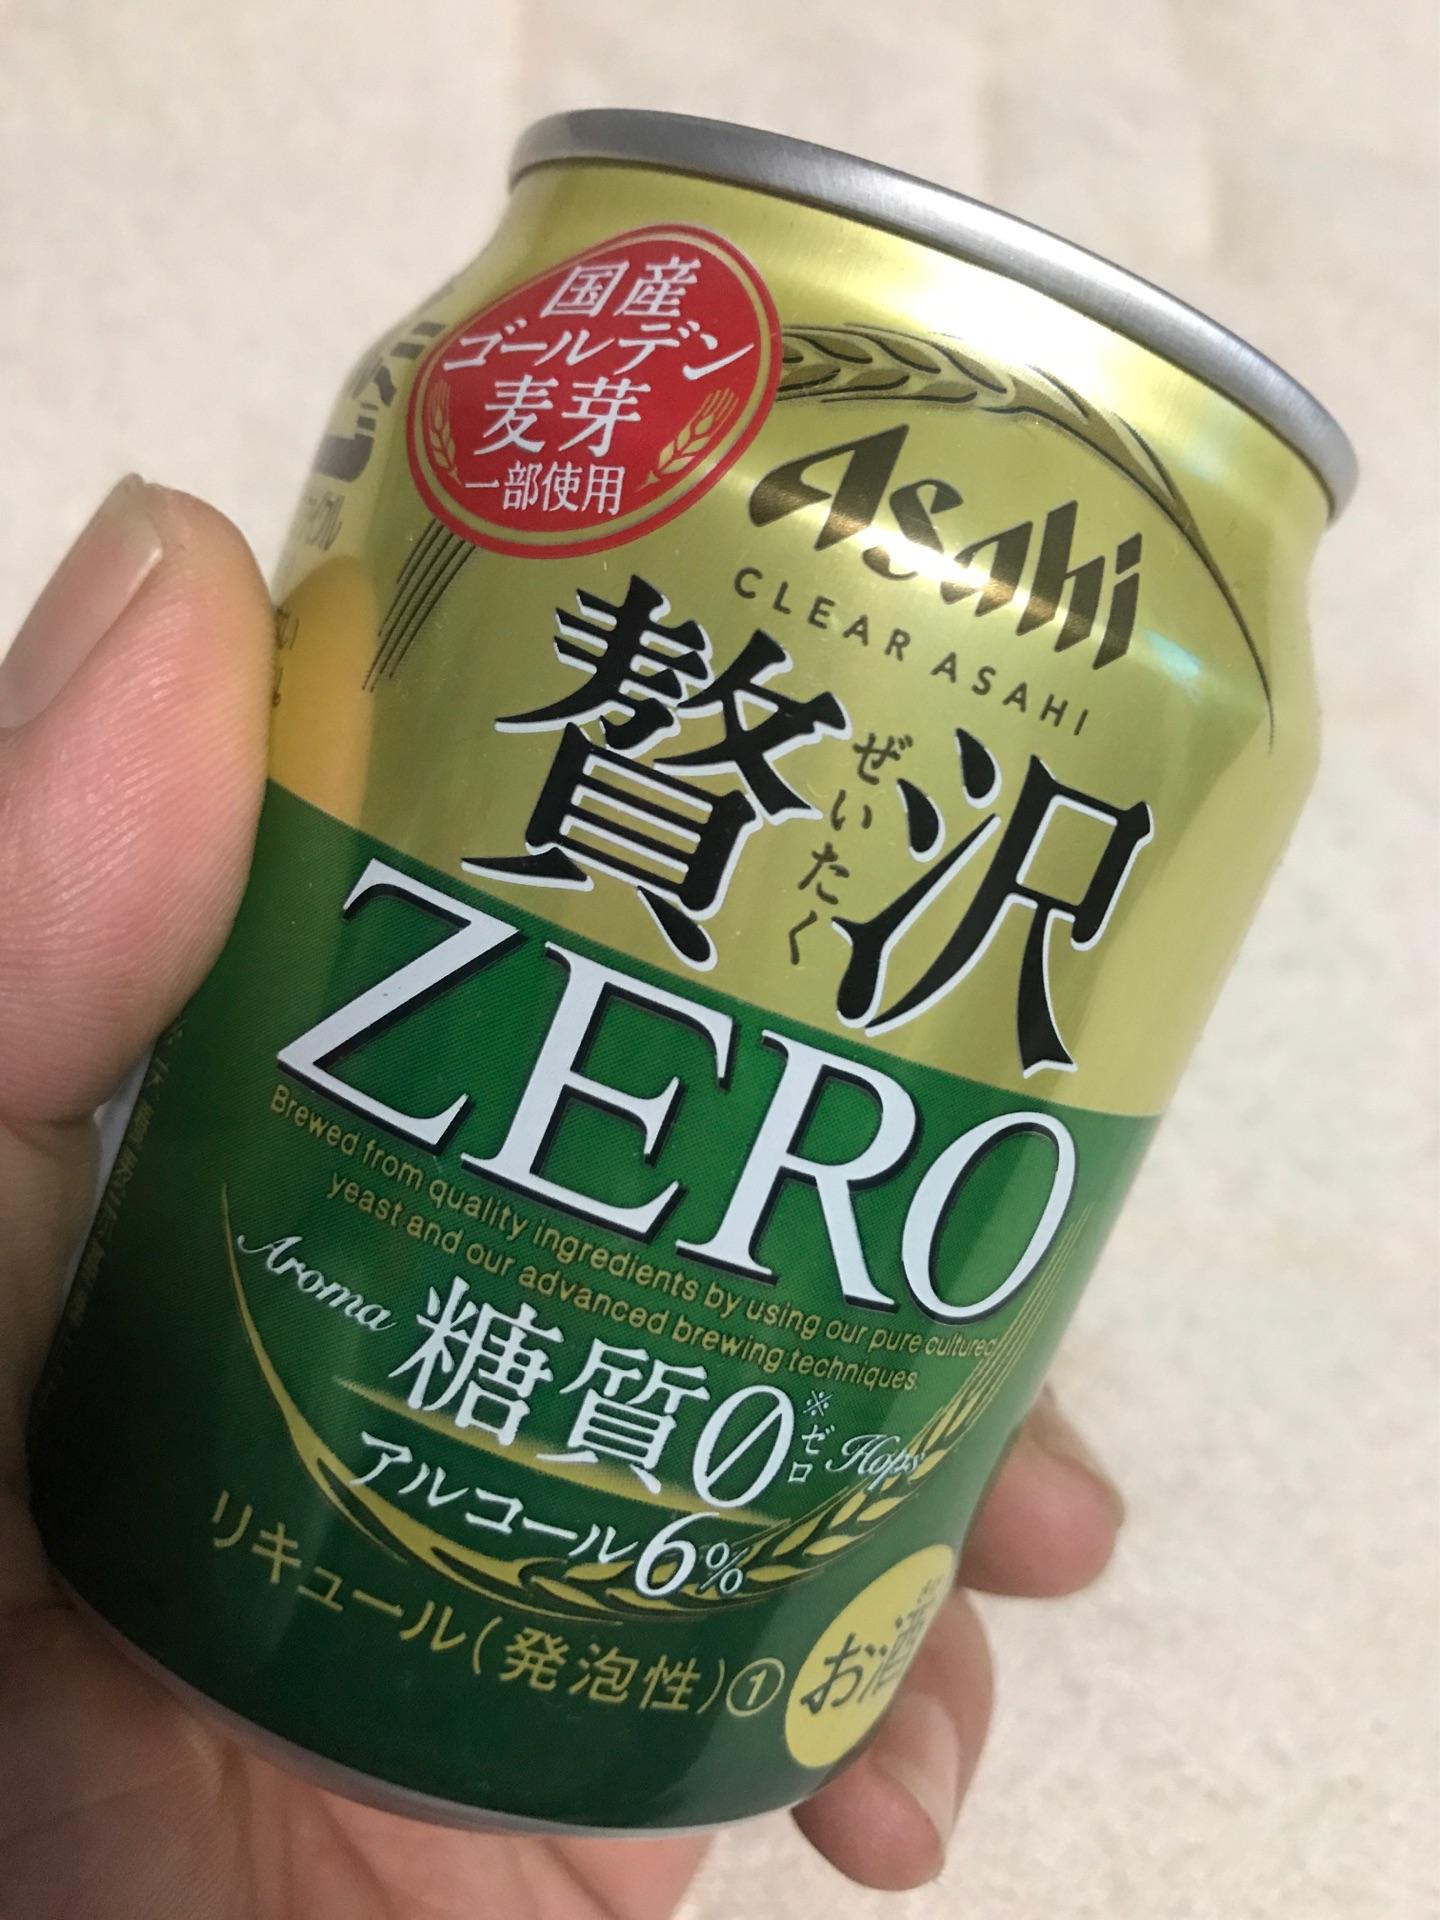 国産
ゴールデン
麦芽
一部使用
Asahi
CLEAR ASAHI
贅沢
ぜいたく
ZERO
Brewed from quality ingredients by using our pure cultured
yeast and our advanced brewing techniques.
Aroma
糖質0
※
ゼロ
Hops
アルコール6%
リキュール(発泡性)①
お酒